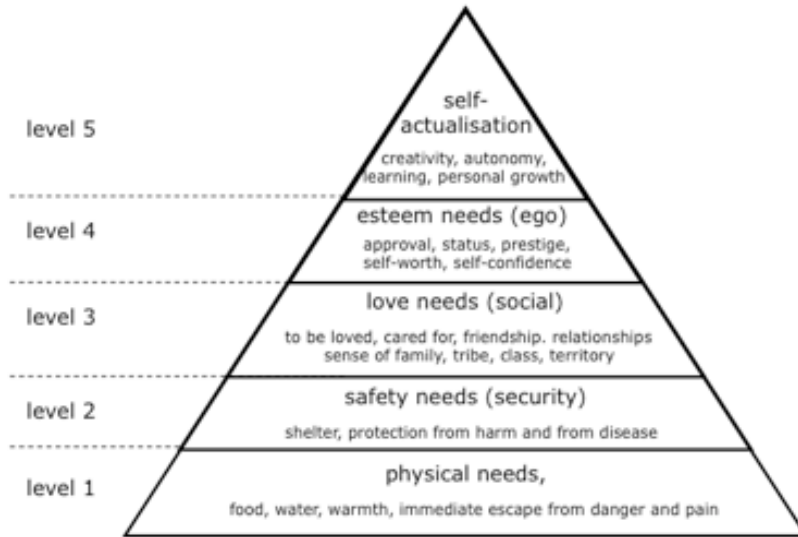 level 5
self-
actualisation
creativity, autonomy,
learning, personal growth
level 4
esteem needs (ego)
approval, status, prestige,
self-worth, self-confidence
level 3
love needs (social)
to be loved, cared for, friendship. relationships
sense of family, tribe, class, territory
level 2
safety needs (security)
shelter, protection from harm and from disease
level 1
physical needs,
food, water, warmth, immediate escape from danger and pain